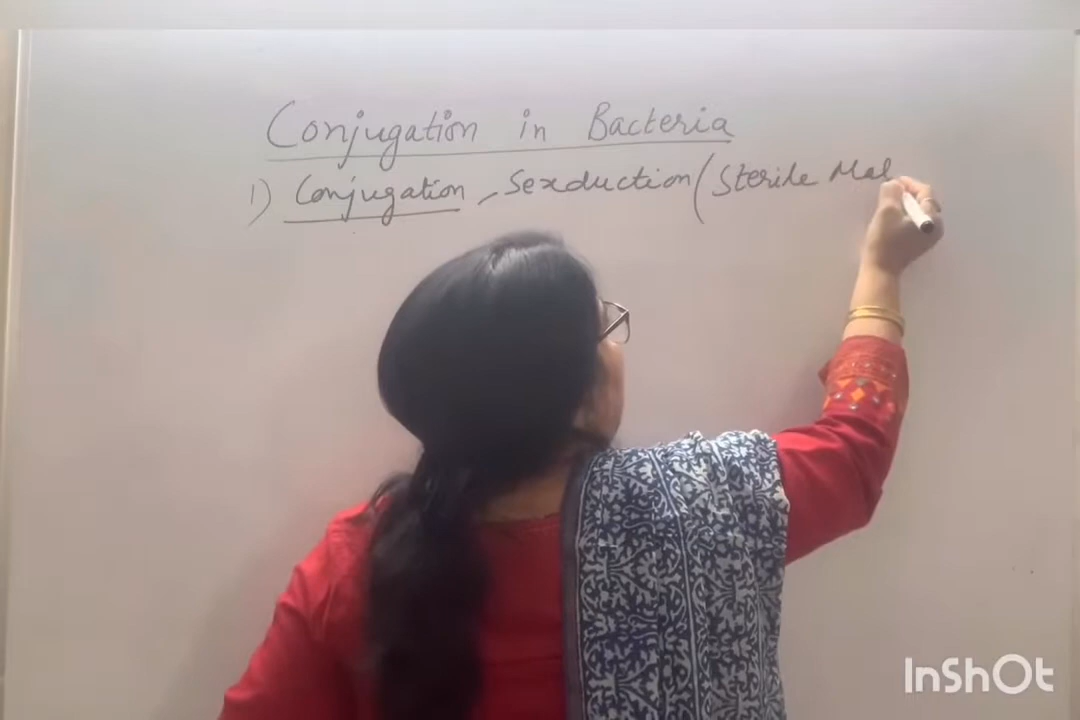 Conjugation in Bacteria
1) Conjugation, Sexduction (Sterile Mal
InShOt